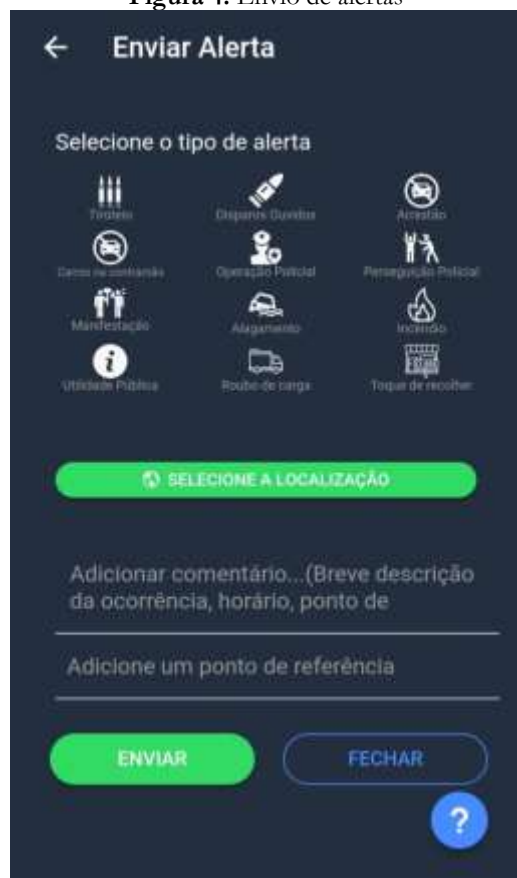 Figura 4. Envio de alertas
Enviar Alerta
Selecione o tipo de alerta
Tiroteio Disparos Ouvidos Arrastão
Carros na contramão Operação Policial Perseguição Policial
Manifestação Alagamento Incêndio
Utilidade Pública Roubo de carga Toque de recolher
SELECIONE A LOCALIZAÇÃO
Adicionar comentário...(Breve descrição
da ocorrência, horário, ponto de
Adicione um ponto de referência
ENVIAR FECHAR
?